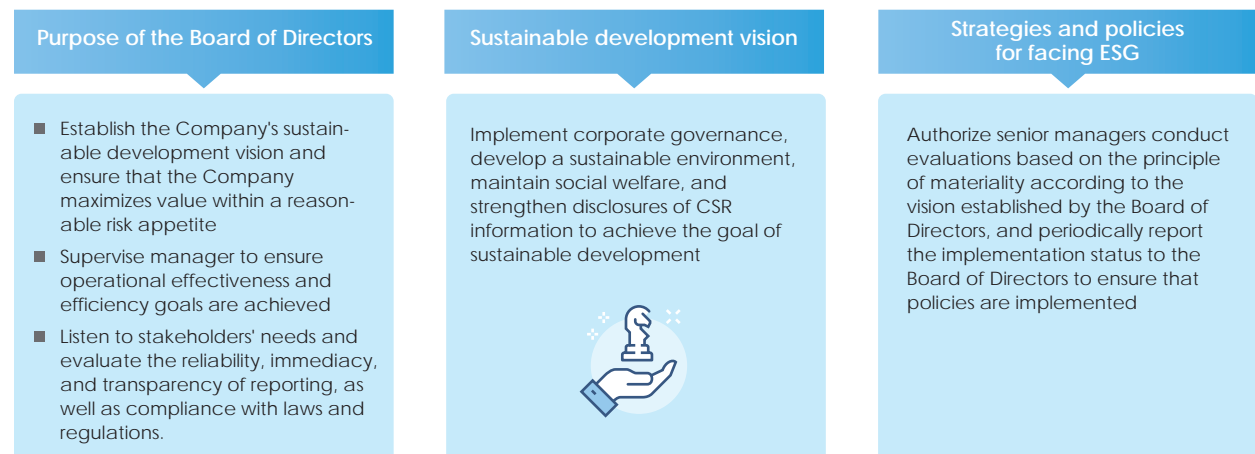 Purpose of the Board of Directors
Establish the Company's sustain-
able development vision and
ensure that the Company
maximizes value within a reason-
able risk appetite
Supervise manager to ensure
operational effectiveness and
efficiency goals are achieved
Listen to stakeholders' needs and
evaluate the reliability, immediacy,
and transparency of reporting, as
well as compliance with laws and
regulations.
Sustainable development vision
Implement corporate governance,
develop a sustainable environment,
maintain social welfare, and
strengthen disclosures of CSR
information to achieve the goal of
sustainable development
Strategies and policies
for facing ESG
Authorize senior managers conduct
evaluations based on the principle
of materiality according to the
vision established by the Board of
Directors, and periodically report
the implementation status to the
Board of Directors to ensure that
policies are implemented